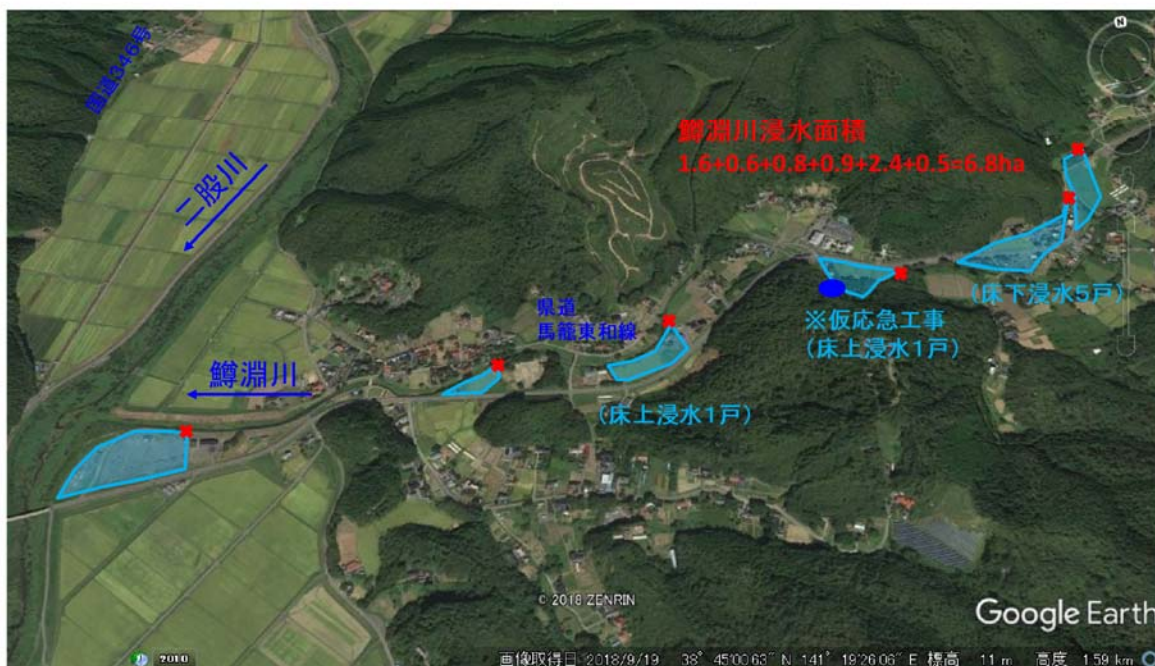 国道346号
二股川
鱒淵川浸水面積
1.6+0.6+0.8+0.9+2.4+0.5=6.8ha
(床下浸水5戸)
※仮応急工事
(床上浸水1戸)
県道
馬籠東和線
鱒淵川
(床上浸水1戸)
N
© 2018 ZENRIN
Google Earth
2010
画像取得日 2018/9/19 38° 45'00.63" N 141° 19'26.06" E 標高 11 m 高度 1.59 km